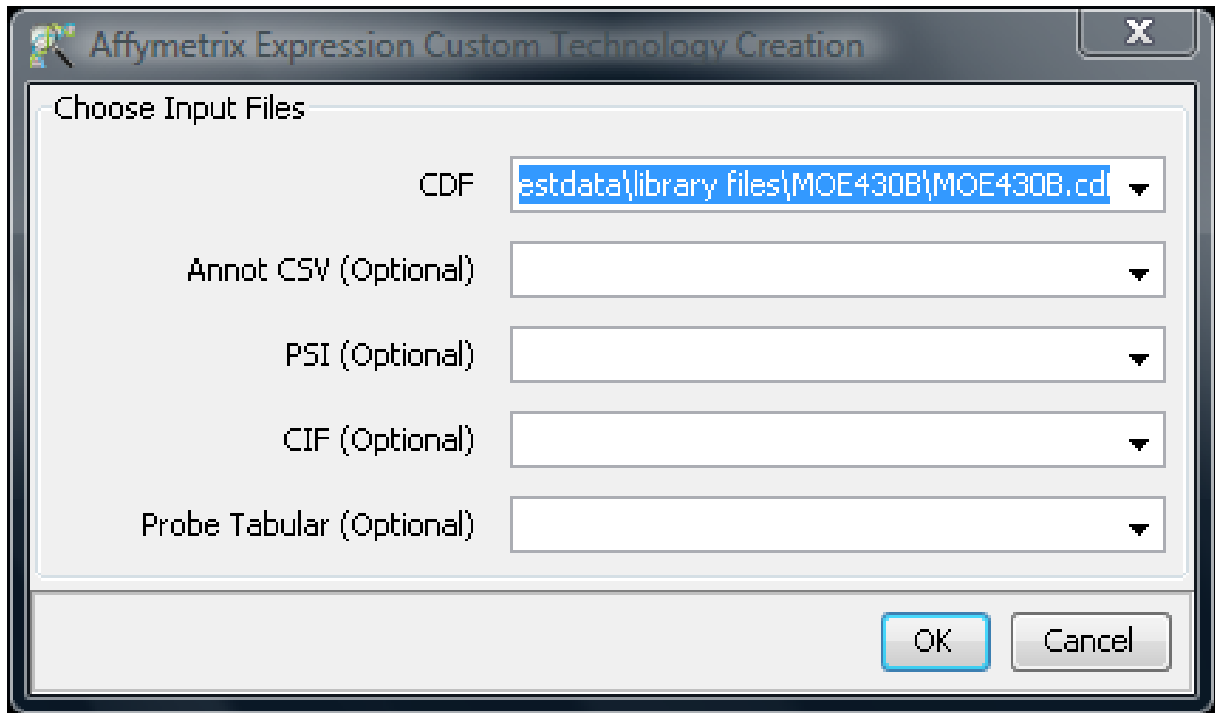 Affymetrix Expression Custom Technology Creation
Choose Input Files
CDF
estdata\library files\MOE430B\MOE430B.cd
Annot CSV (Optional)
PSI (Optional)
CIF (Optional)
Probe Tabular (Optional)
OK
Cancel